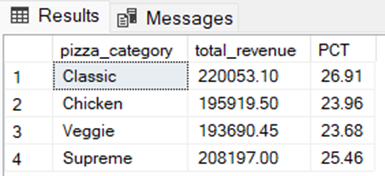 Results Messages
pizza_category total_revenue PCT
1 Classic 220053.10 26.91
2 Chicken 195919.50 23.96
3 Veggie 193690.45 23.68
4 Supreme 208197.00 25.46